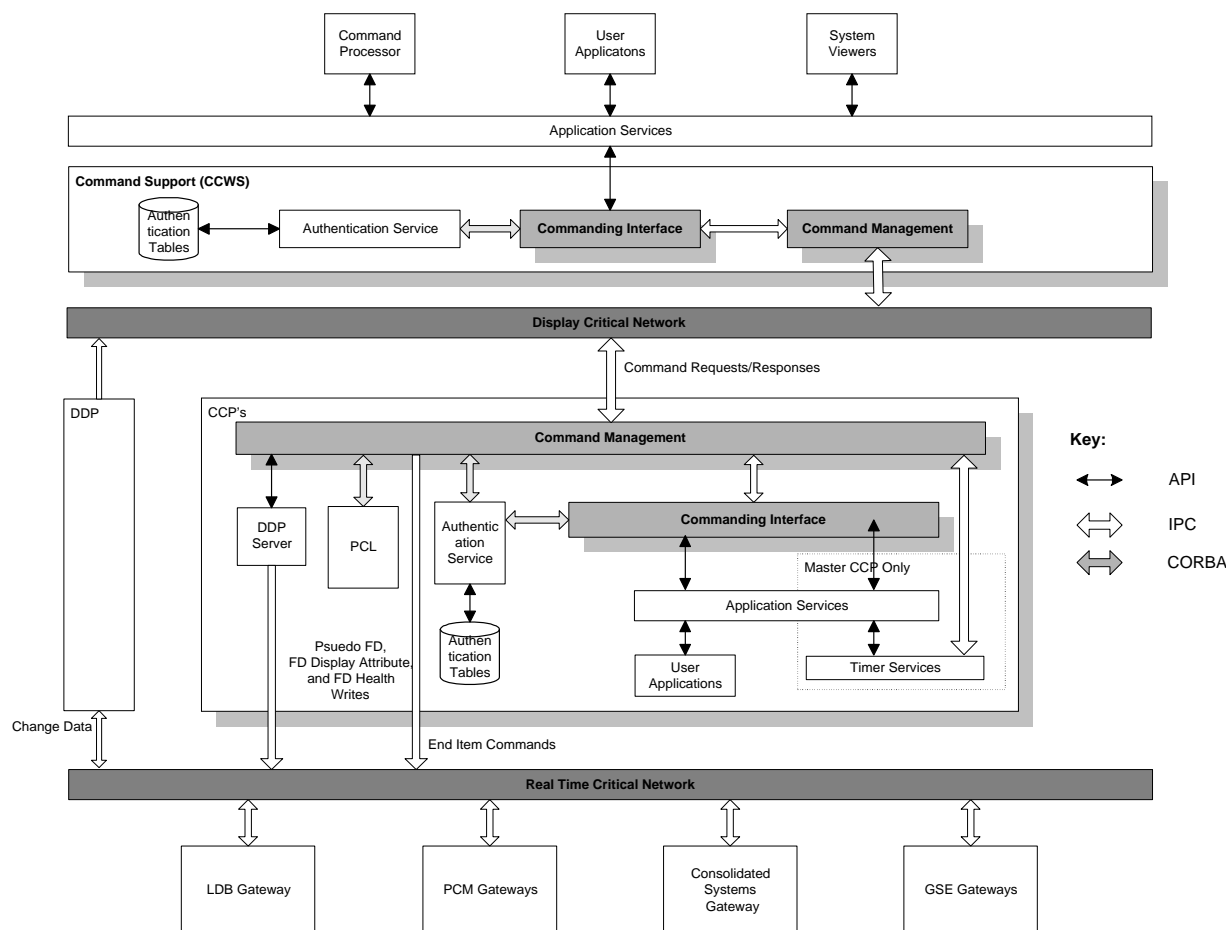 Command
Processor
User
Applicatons
System
Viewers
Application Services
Command Support (CCWS)
Authen
tication
Tables
Authentication Service
Commanding Interface
Command Management
Display Critical Network
Command Requests/Responses
DDP
CCP's
Command Management
Key:
API
IPC
CORBA
DDP
Server
PCL
Authentic
ation
Service
Commanding Interface
Master CCP Only
Application Services
Authen
tication
Tables
User
Applications
Timer Services
Psuedo FD,
FD Display Attribute,
and FD Health
Writes
Change Data
End Item Commands
Real Time Critical Network
LDB Gateway
PCM Gateways
Consolidated
Systems
Gateway
GSE Gateways